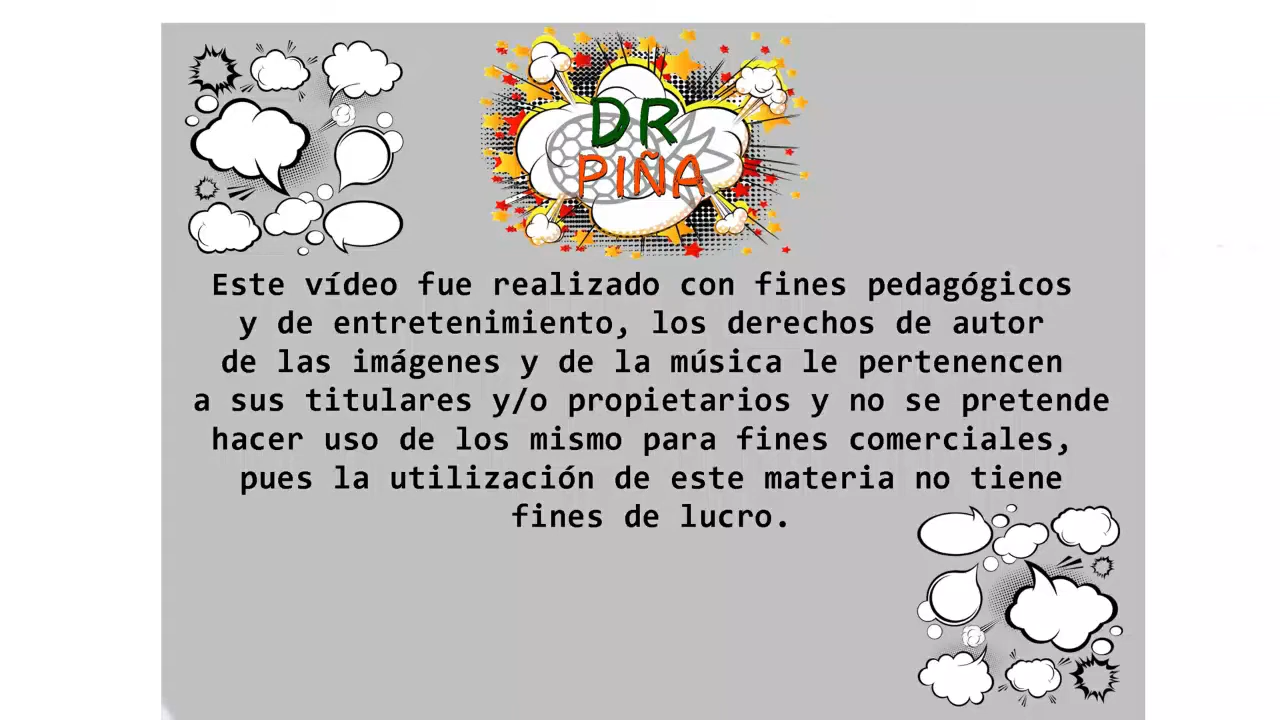 DR
PIÑA
Este vídeo fue realizado con fines pedagógicos
y de entretenimiento, los derechos de autor
de las imágenes y de la música le pertenencen
a sus titulares y/o propietarios y no se pretende
hacer uso de los mismo para fines comerciales,
pues la utilización de este materia no tiene
fines de lucro.